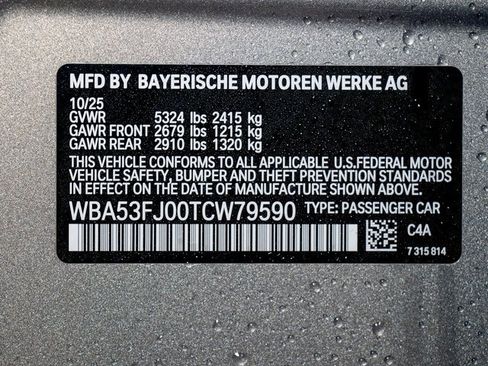 MFD BY BAYERISCHE MOTOREN WERKE AG
10/25
GVWR 5324 lbs 2415 kg
GAWR FRONT 2679 lbs 1215 kg
GAWR REAR 2910 lbs 1320 kg
THIS VEHICLE CONFORMS TO ALL APPLICABLE U.S.FEDERAL MOTOR
VEHICLE SAFETY, BUMPER, AND THEFT PREVENTION
STANDARDS IN EFFECT ON THE
DATE OF MANUFACTURE SHOWN ABOVE.
WBA53FJ00TCW79590 TYPE: PASSENGER CAR
C4A
7 315 814